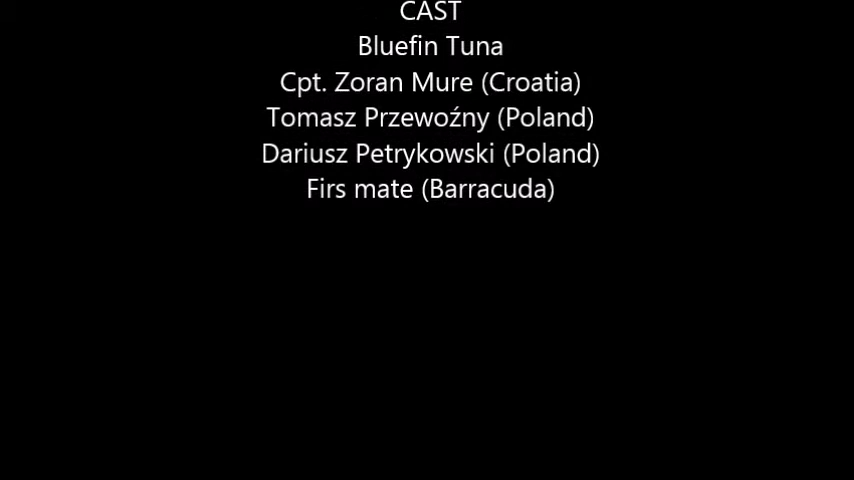 CAST
Bluefin Tuna
Cpt. Zoran Mure (Croatia)
Tomasz Przewoźny (Poland)
Dariusz Petrykowski (Poland)
Firs mate (Barracuda)